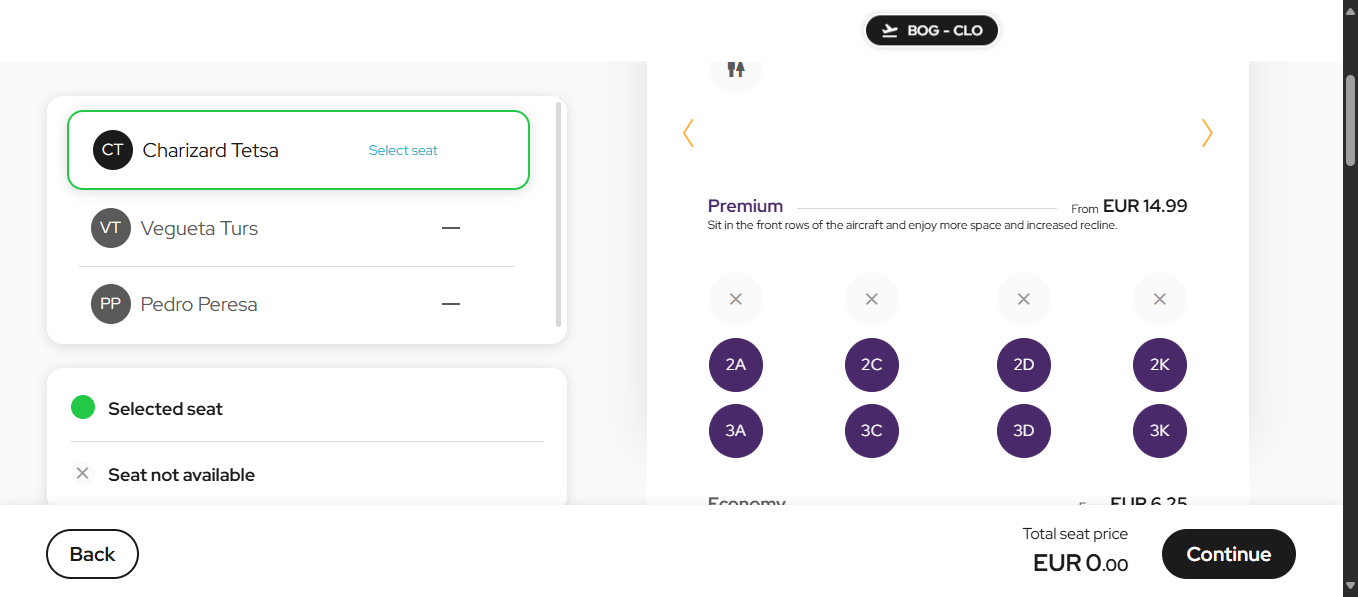 BOG - CLO
CT Charizard Tetsa Select seat
VT Vegueta Turs —
PP Pedro Peresa —
Selected seat
Seat not available
Premium From EUR 14.99
Sit in the front rows of the aircraft and enjoy more space and increased recline.
2A 2C 2D 2K
3A 3C 3D 3K
Economy EUR 6.25
Back
Total seat price
EUR 0.00
Continue